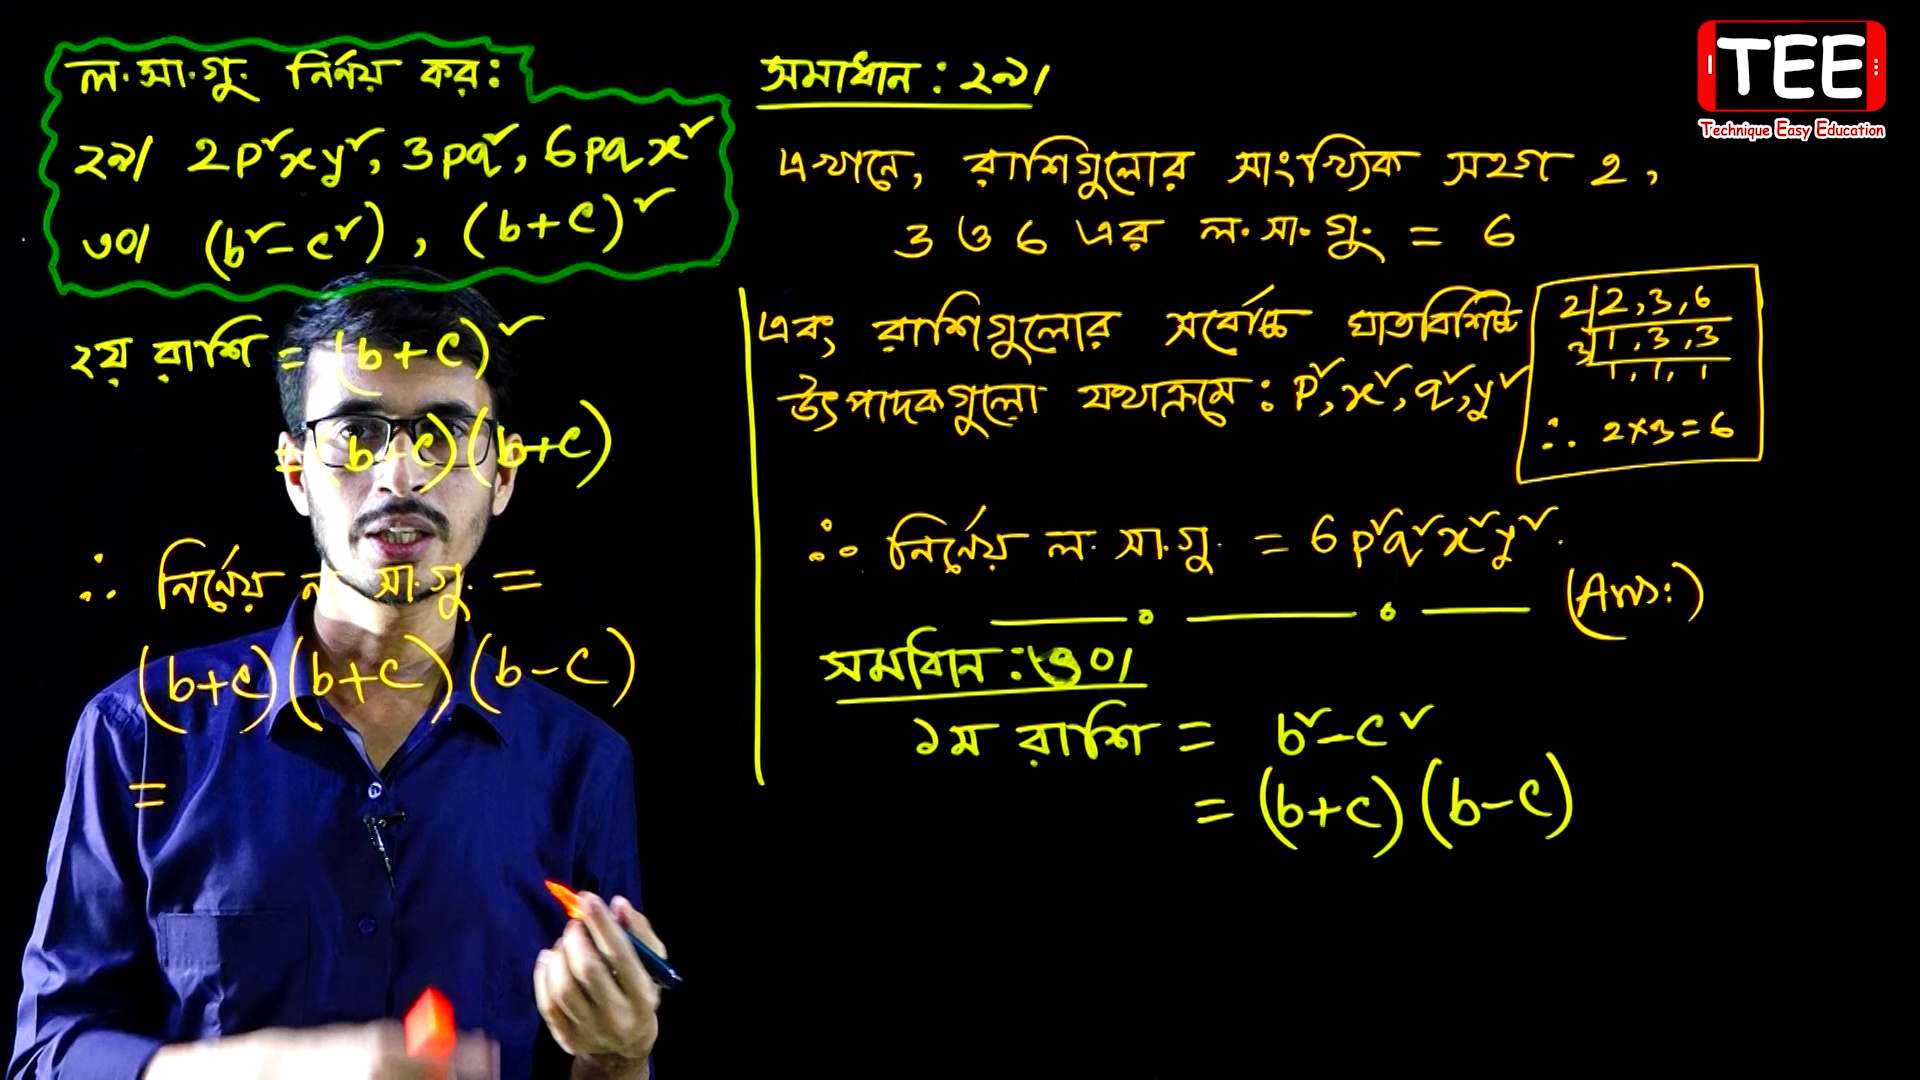 ল. সা. গু. নির্ণয় কর:
২৯। 2p²xy², 3pq², 6pqx²
৩০। (b²-c²), (b+c)²
২য় রাশি = (b+c)²
= (b+c)(b+c)
∴ নির্ণেয় ল. সা. গু. =
(b+c)(b+c)(b-c)
=
সমাধান: ২৯।
এখানে, রাশিগুলোর সাংখ্যিক সহগ 2,
3 ও 6 এর ল. সা. গু. = 6
এবং রাশিগুলোর সর্বোচ্চ ঘাতবিশিষ্ট
উৎপাদকগুলো যথাক্রমে: p², x², q², y²
2|2, 3, 6
3|1, 3, 3
1, 1, 1
∴ 2×3=6
∴ নির্ণেয় ল. সা. গু. = 6p²q²x²y².
(Ans:)
সমধান: ৩০।
১ম রাশি = b²-c²
= (b+c)(b-c)
TEE
Technique Easy Education